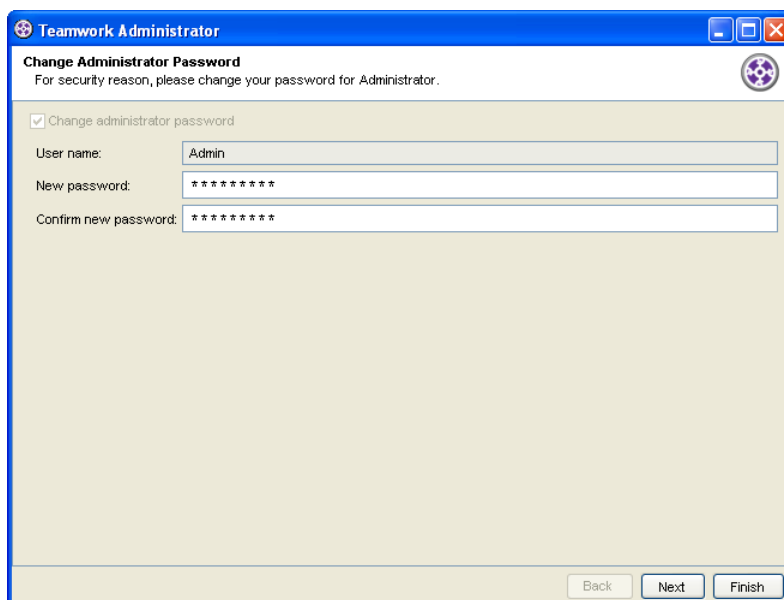 Teamwork Administrator
Change Administrator Password
For security reason, please change your password for Administrator.
Change administrator password
User name: Admin
New password: *********
Confirm new password: *********
Back Next Finish